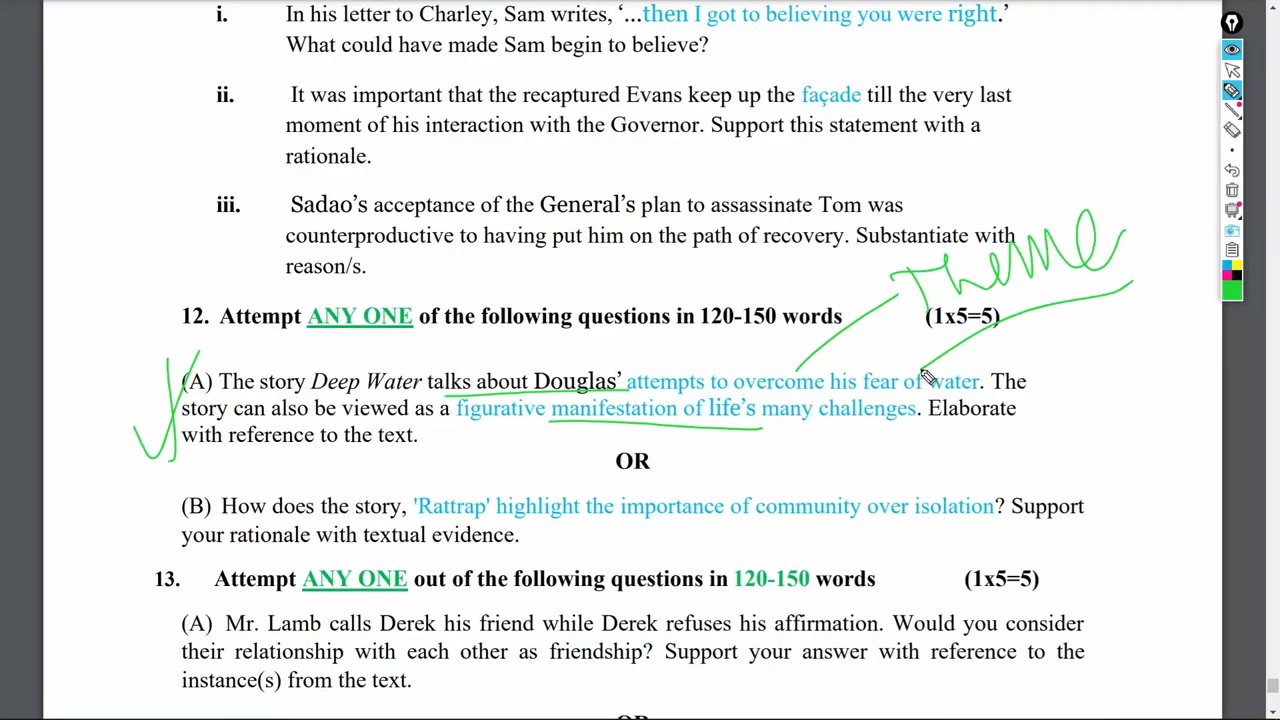 i. In his letter to Charley, Sam writes, ‘...then I got to believing you were right.’
What could have made Sam begin to believe?
ii. It was important that the recaptured Evans keep up the façade till the very last
moment of his interaction with the Governor. Support this statement with a
rationale.
iii. Sadao’s acceptance of the General’s plan to assassinate Tom was
counterproductive to having put him on the path of recovery. Substantiate with
reason/s.
Theme
12. Attempt ANY ONE of the following questions in 120-150 words (1x5=5)
(A) The story Deep Water talks about Douglas’ attempts to overcome his fear of water. The
story can also be viewed as a figurative manifestation of life’s many challenges. Elaborate
with reference to the text.
OR
(B) How does the story, 'Rattrap' highlight the importance of community over isolation? Support
your rationale with textual evidence.
13. Attempt ANY ONE out of the following questions in 120-150 words (1x5=5)
(A) Mr. Lamb calls Derek his friend while Derek refuses his affirmation. Would you consider
their relationship with each other as friendship? Support your answer with reference to the
instance(s) from the text.
OR